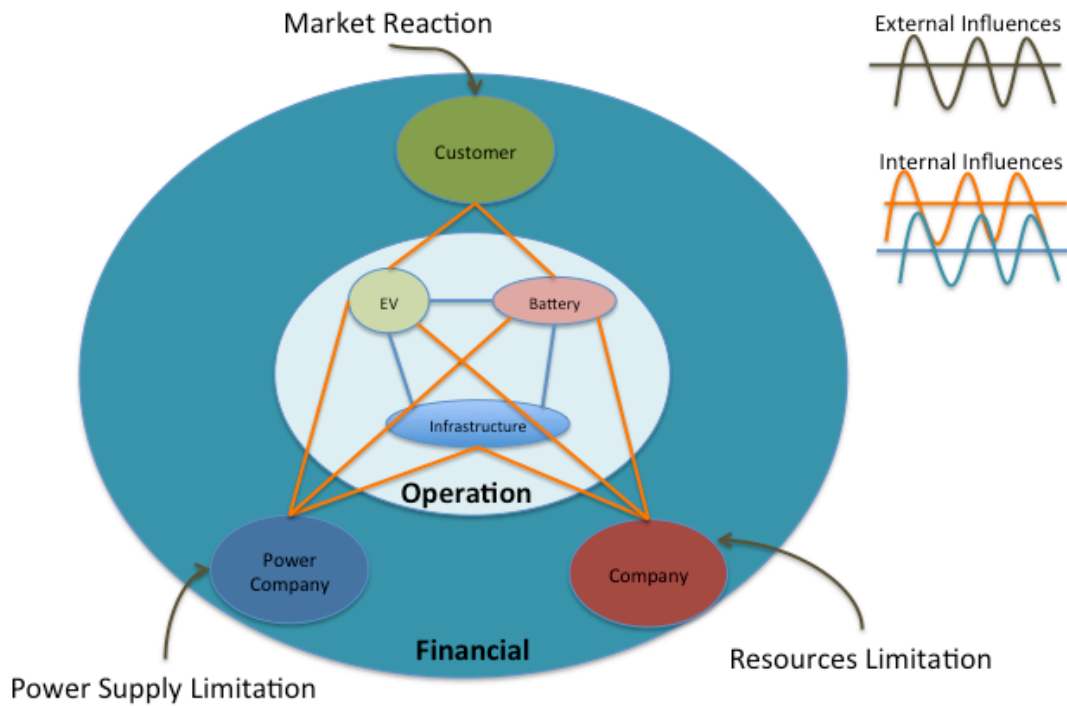 Market Reaction
External Influences
Customer
Internal Influences
EV
Battery
Infrastructure
Operation
Power
Company
Company
Financial
Resources Limitation
Power Supply Limitation